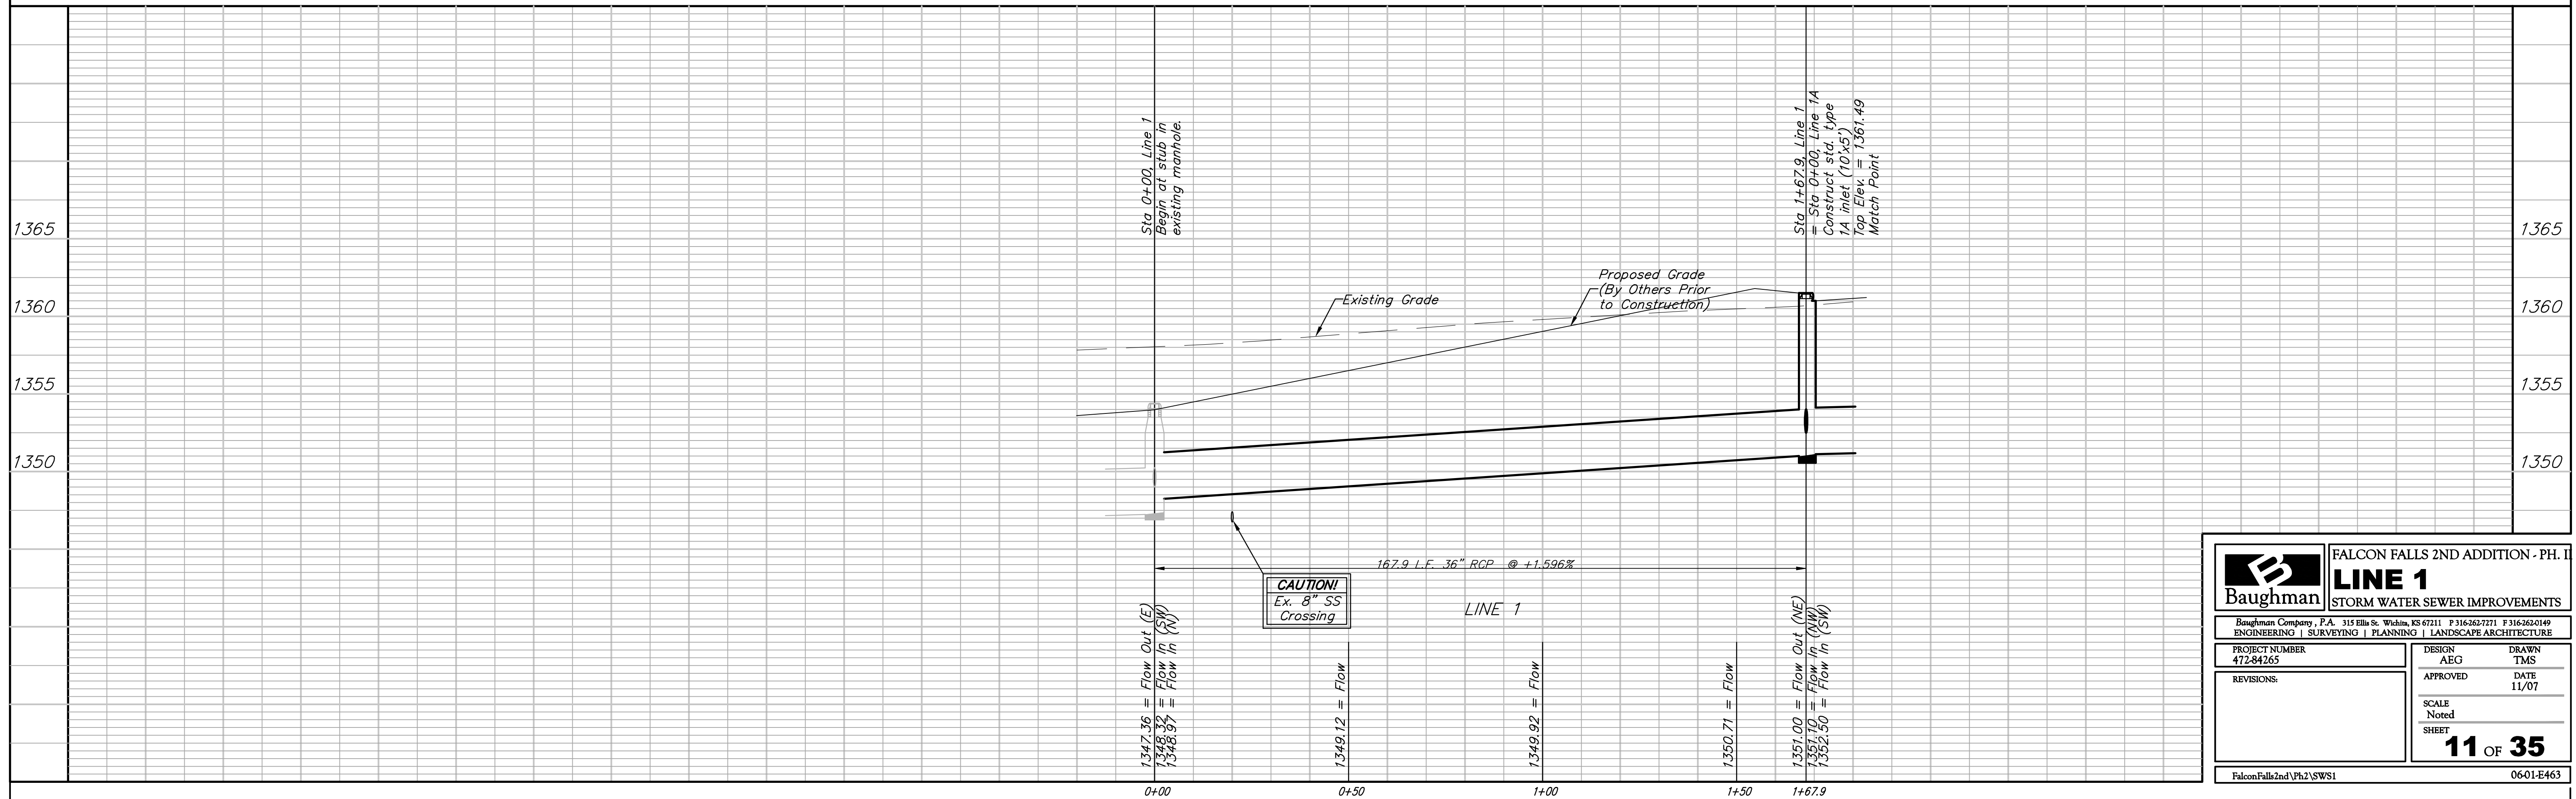 Sta 0+00, Line 1
Begin at stub in
existing manhole.
Sta 1+67.9, Line 1
= Sta 0+00, Line 1A
Construct std. type
1A inlet (10'x5')
Top Elev. = 1361.49
Match Point
1365
1360
1355
1350
1365
1360
1355
1350
Existing Grade
Proposed Grade
(By Others Prior
to Construction)
167.9 L.F. 36" RCP @ +1.596%
CAUTION!
Ex. 8" SS
Crossing
LINE 1
1347.36 = Flow Out (E)
1348.32 = Flow In (SW)
1348.97 = Flow In (N)
1349.12 = Flow
1349.92 = Flow
1350.71 = Flow
1351.00 = Flow Out (NE)
1351.10 = Flow In (NW)
1352.50 = Flow In (SW)
0+00
0+50
1+00
1+50
1+67.9
Baughman
FALCON FALLS 2ND ADDITION - PH. II
LINE 1
STORM WATER SEWER IMPROVEMENTS
Baughman Company, P.A. 315 Ellis St. Wichita, KS 67211 P 316-262-7271 F 316-262-0149
ENGINEERING | SURVEYING | PLANNING | LANDSCAPE ARCHITECTURE
PROJECT NUMBER
472-84265
REVISIONS:
DESIGN
AEG
DRAWN
TMS
APPROVED
DATE
11/07
SCALE
Noted
SHEET
11 OF 35
FalconFalls2nd\Ph2\SWS1
06-01-E463